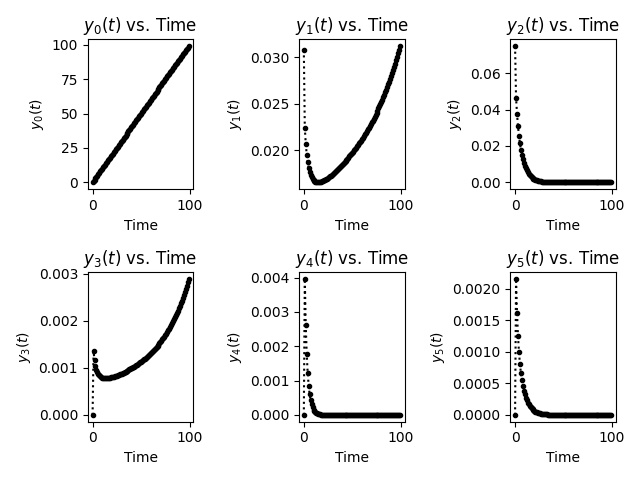 y₀(t) vs. Time
100
75
50
25
0
y₀(t)
0 100
Time
y₁(t) vs. Time
0.030
0.025
0.020
y₁(t)
0 100
Time
y₂(t) vs. Time
0.06
0.04
0.02
0.00
y₂(t)
0 100
Time
y₃(t) vs. Time
0.003
0.002
0.001
0.000
y₃(t)
0 100
Time
y₄(t) vs. Time
0.004
0.003
0.002
0.001
0.000
y₄(t)
0 100
Time
y₅(t) vs. Time
0.0020
0.0015
0.0010
0.0005
0.0000
y₅(t)
0 100
Time